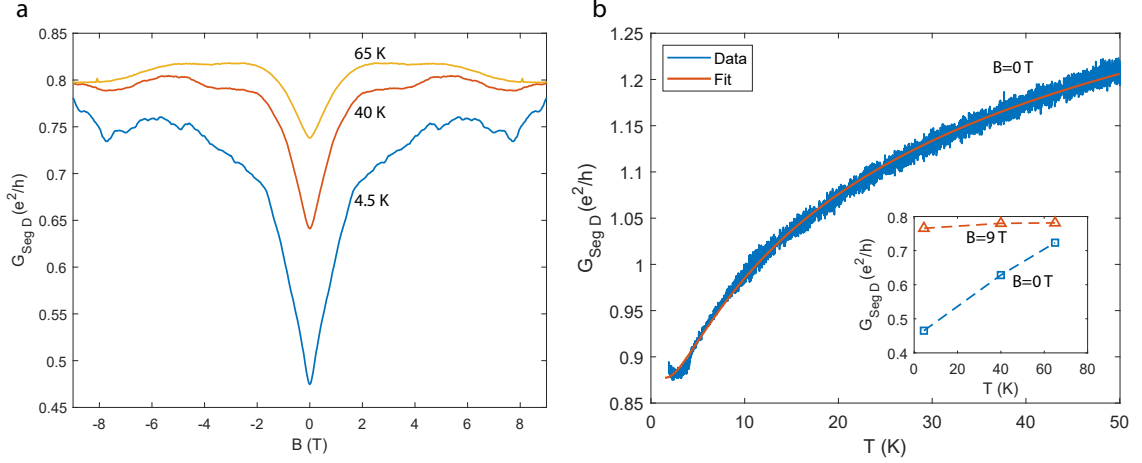 a
G_Seg D (e²/h)
0.85
0.8
0.75
0.7
0.65
0.6
0.55
0.5
0.45
65 K
40 K
4.5 K
-8
-6
-4
-2
0
2
4
6
8
B (T)
b
G_Seg D (e²/h)
1.25
1.2
1.15
1.1
1.05
1
0.95
0.9
0.85
Data
Fit
B=0 T
0
10
20
30
40
50
T (K)
G_Seg D (e²/h)
0.8
0.7
0.6
0.5
0.4
B=9 T
B=0 T
0
20
40
60
80
T (K)